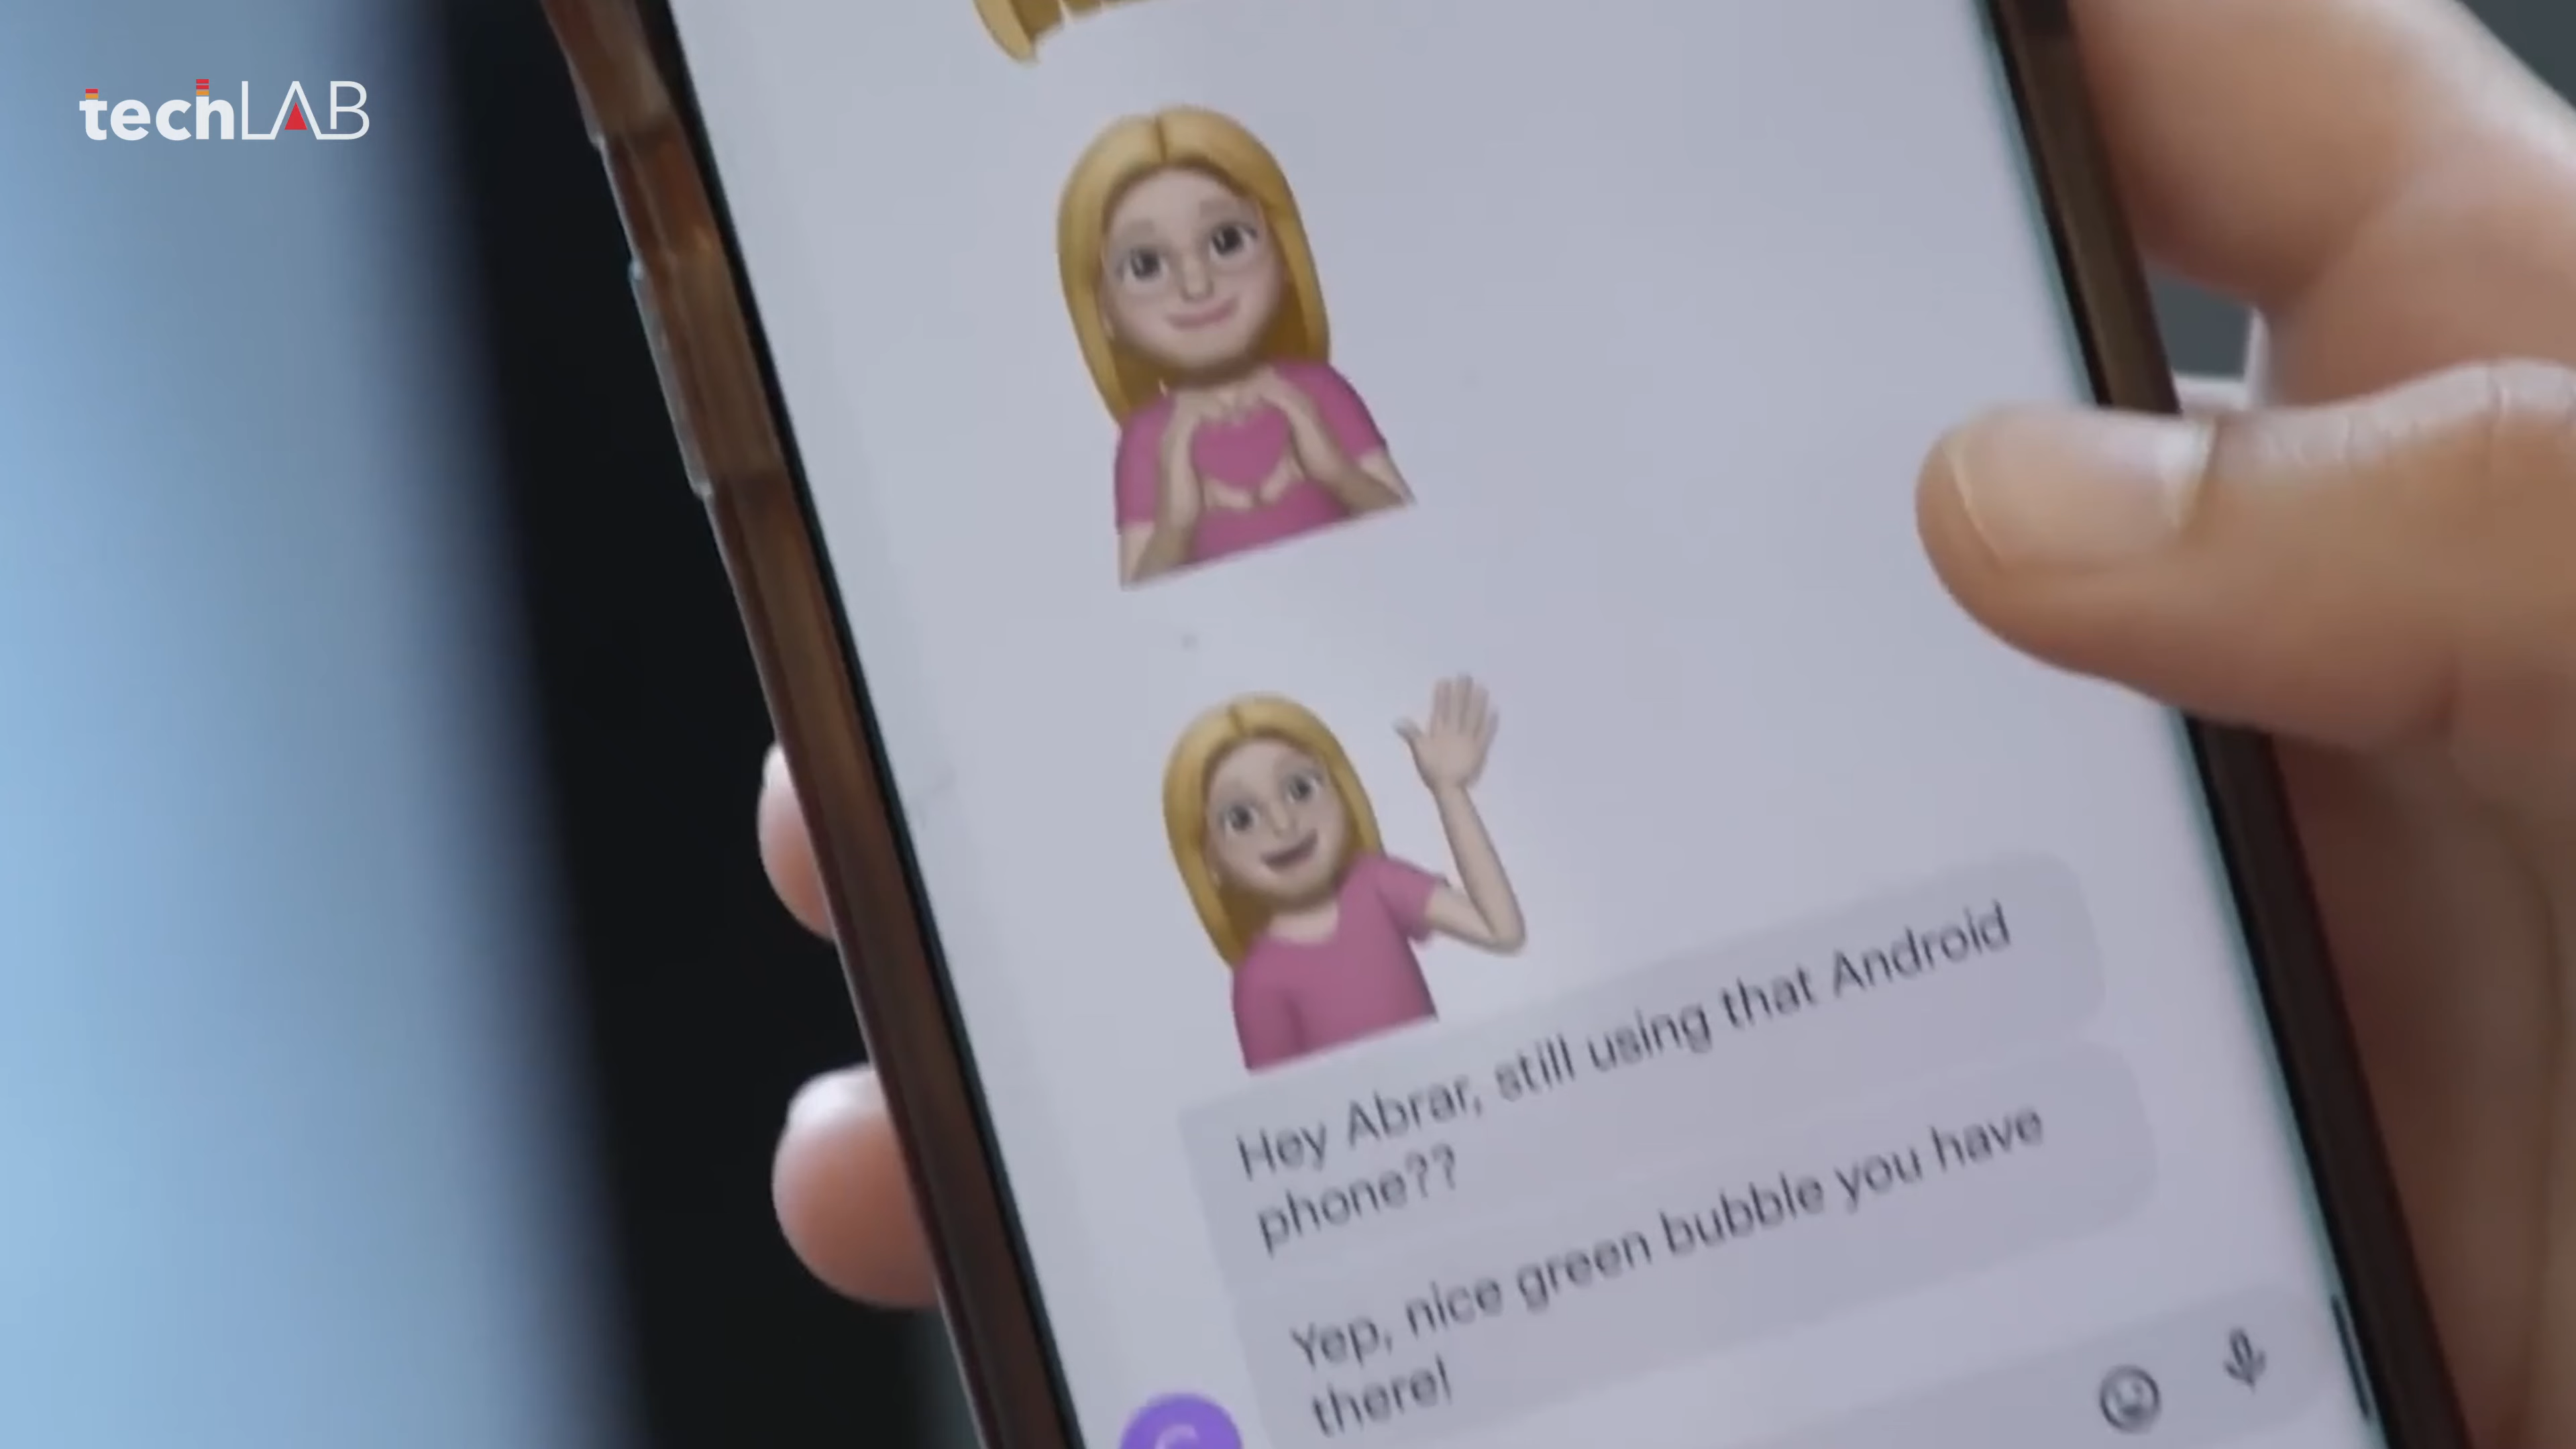 techLAB
Hey Abrar, still using that Android
phone??
Yep, nice green bubble you have
there!